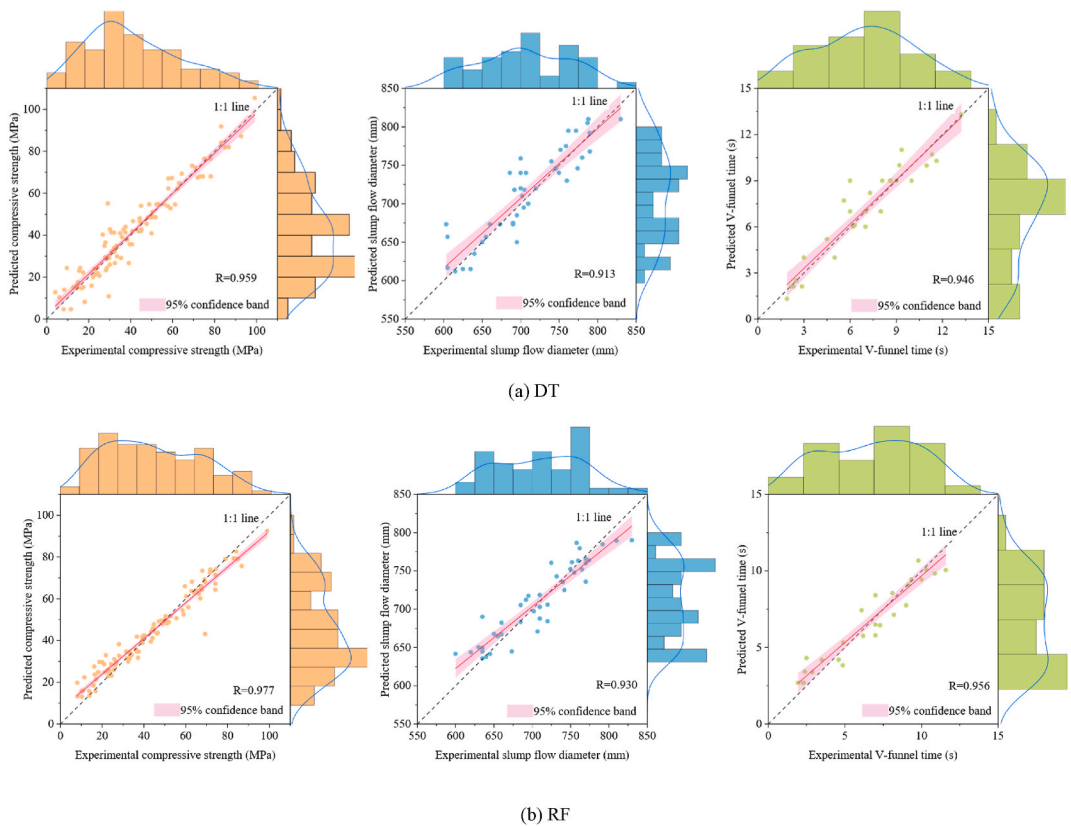 1:1 line
Predicted compressive strength (MPa)
100
80
60
40
20
0
R=0.959
95% confidence band
0 20 40 60 80 100
Experimental compressive strength (MPa)
1:1 line
Predicted slump flow diameter (mm)
850
800
750
700
650
600
550
R=0.913
95% confidence band
550 600 650 700 750 800 850
Experimental slump flow diameter (mm)
1:1 line
Predicted V-funnel time (s)
15
12
9
6
3
0
R=0.946
95% confidence band
0 3 6 9 12 15
Experimental V-funnel time (s)
(a) DT
1:1 line
Predicted compressive strength (MPa)
100
80
60
40
20
0
R=0.977
95% confidence band
0 20 40 60 80 100
Experimental compressive strength (MPa)
1:1 line
Predicted slump flow diameter (mm)
850
800
750
700
650
600
550
R=0.930
95% confidence band
550 600 650 700 750 800 850
Experimental slump flow diameter (mm)
1:1 line
Predicted V-funnel time (s)
15
10
5
0
R=0.956
95% confidence band
0 5 10 15
Experimental V-funnel time (s)
(b) RF